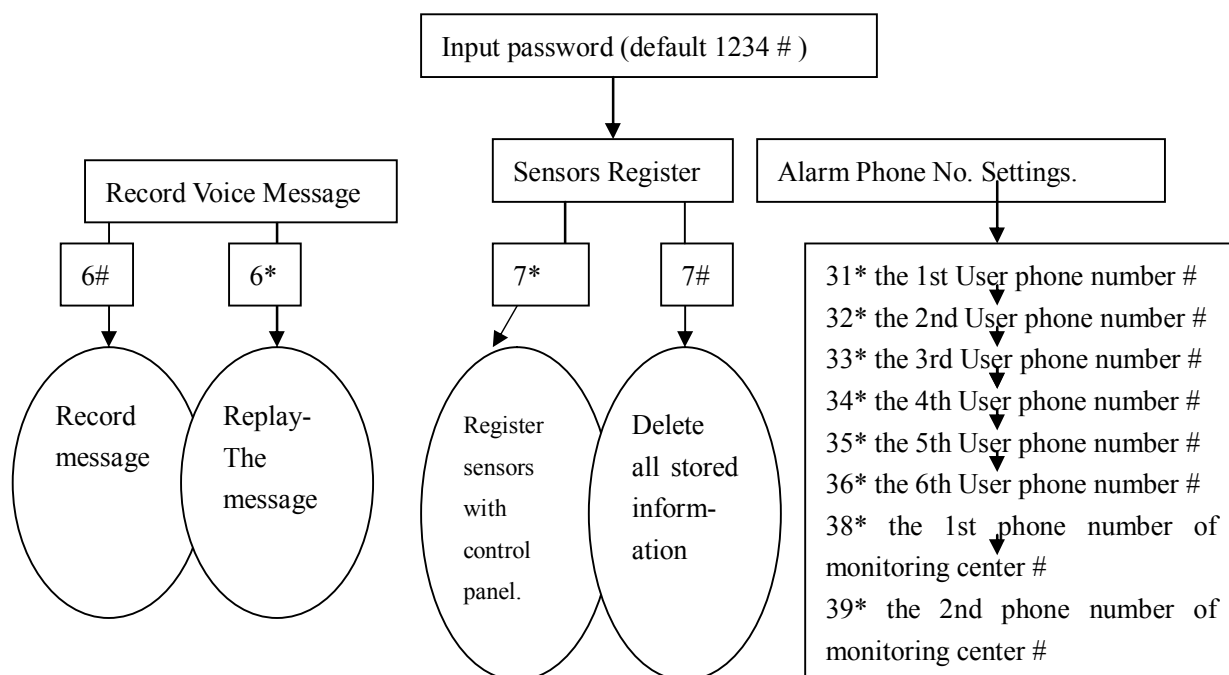 Input password (default 1234 # )
Record Voice Message
Sensors Register
Alarm Phone No. Settings.
6#
6*
7*
7#
Record
message
Replay-
The
message
Register
sensors
with
control
panel.
Delete
all stored
inform-
ation
31* the 1st User phone number #
32* the 2nd User phone number #
33* the 3rd User phone number #
34* the 4th User phone number #
35* the 5th User phone number #
36* the 6th User phone number #
38* the 1st phone number of
monitoring center #
39* the 2nd phone number of
monitoring center #